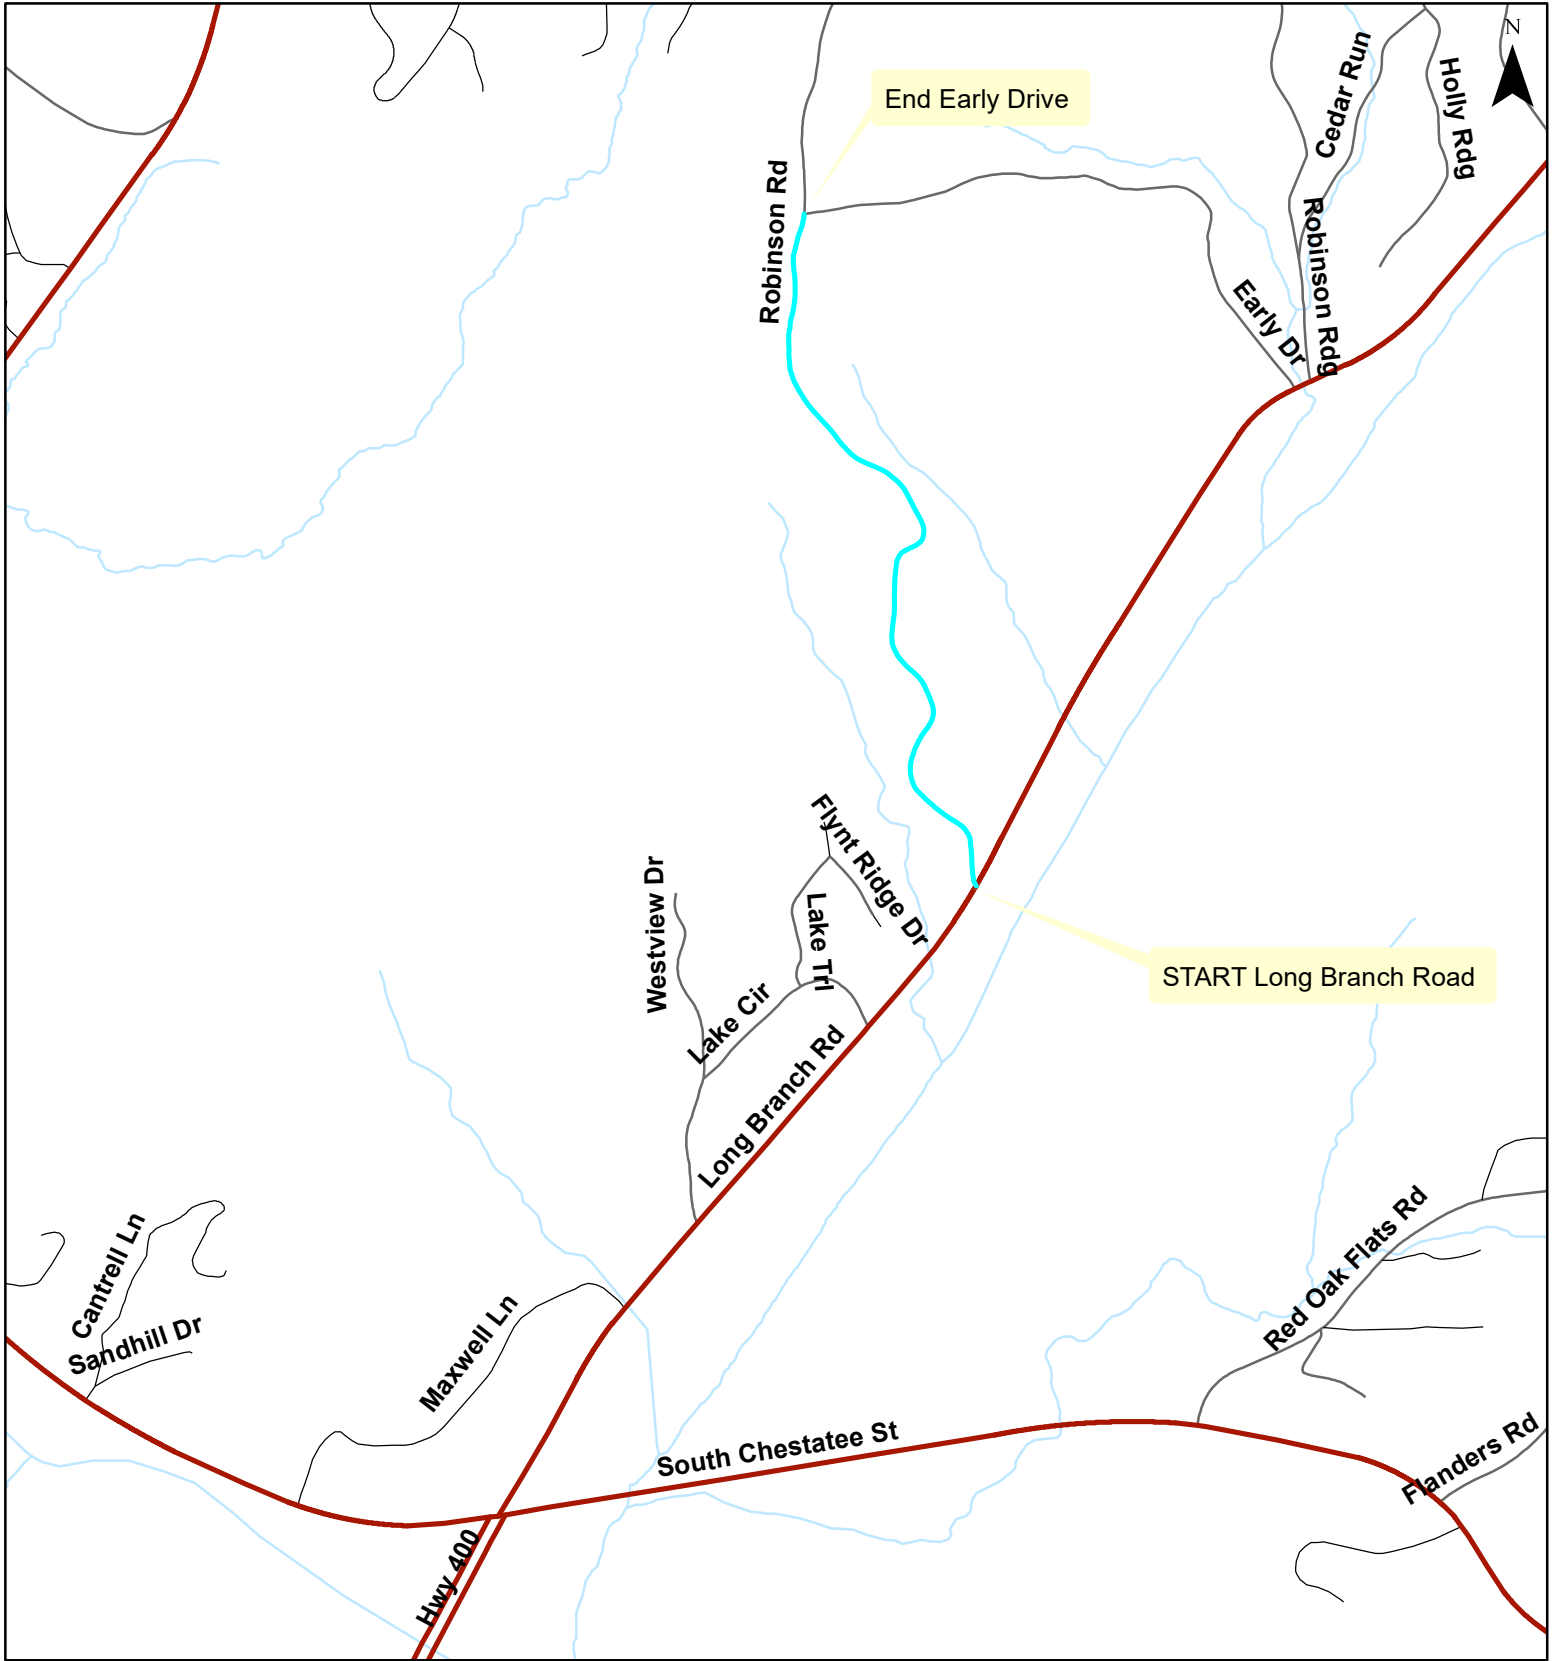 N
Cedar Run
Holly Rdg
End Early Drive
Robinson Rd
Robinson Rdg
Early Dr
Flynt Ridge Dr
Westview Dr
Lake Trl
START Long Branch Road
Lake Cir
Long Branch Rd
Red Oak Flats Rd
Cantrell Ln
Sandhill Dr
Maxwell Ln
South Chestatee St
Flanders Rd
Hwy 400